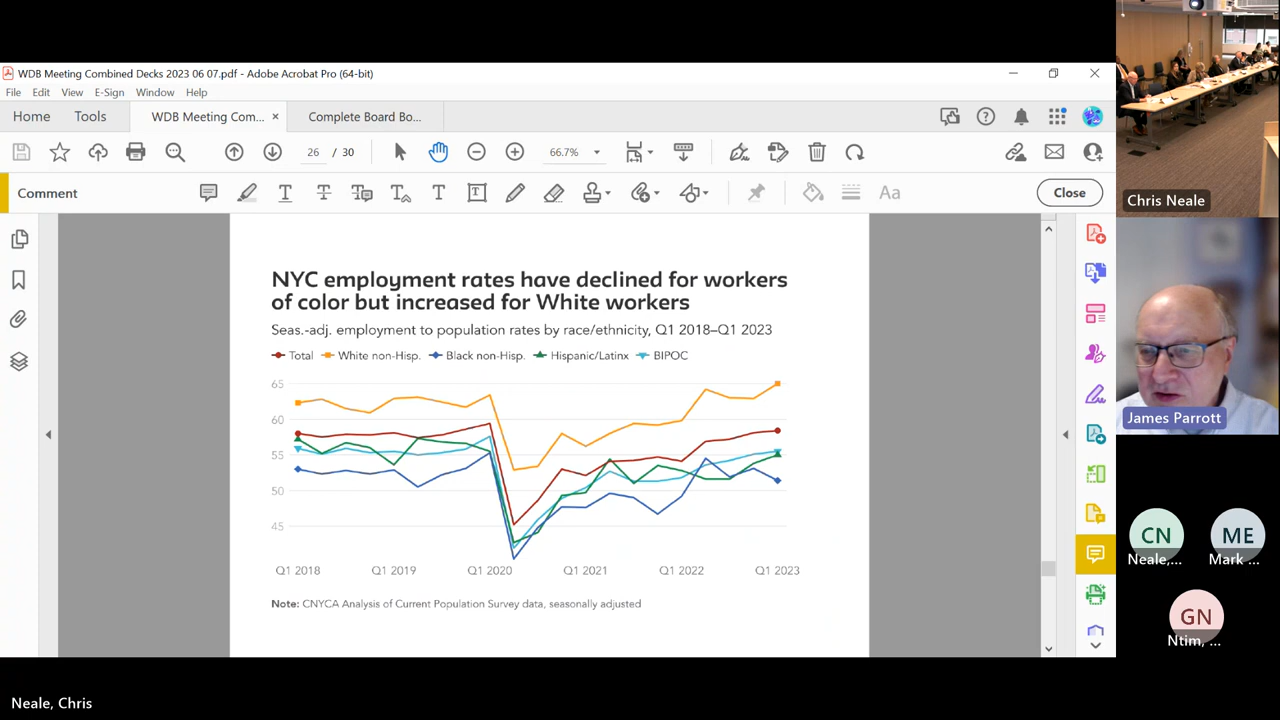 WDB Meeting Combined Decks 2023 06 07.pdf - Adobe Acrobat Pro (64-bit)
File Edit View E-Sign Window Help
Home Tools WDB Meeting Com... × Complete Board Bo...
26 / 30 66.7%
Comment Aa Close
NYC employment rates have declined for workers
of color but increased for White workers
Seas.-adj. employment to population rates by race/ethnicity, Q1 2018–Q1 2023
Total White non-Hisp. Black non-Hisp. Hispanic/Latinx BIPOC
65
60
55
50
45
Q1 2018 Q1 2019 Q1 2020 Q1 2021 Q1 2022 Q1 2023
Note: CNYCA Analysis of Current Population Survey data, seasonally adjusted
Chris Neale
James Parrott
CN ME
Neale,... Mark ...
GN
Ntim, ...
Neale, Chris